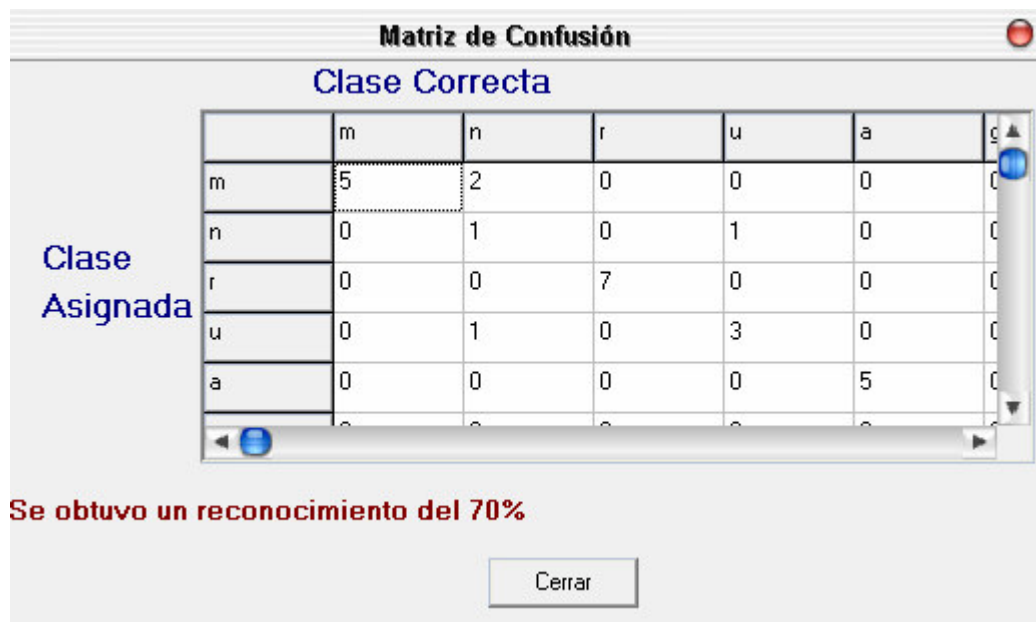 Matriz de Confusión
Clase Correcta
m n r u a
m 5 2 0 0 0
n 0 1 0 1 0
Clase
r 0 0 7 0 0
Asignada
u 0 1 0 3 0
a 0 0 0 0 5
Se obtuvo un reconocimiento del 70%
Cerrar